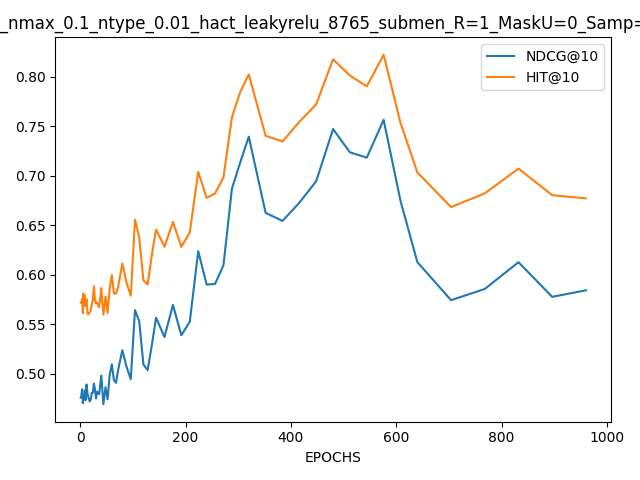 _nmax_0.1_ntype_0.01_hact_leakyrelu_8765_submen_R=1_MaskU=0_Samp=
NDCG@10
HIT@10
0.80
0.75
0.70
0.65
0.60
0.55
0.50
0 200 400 600 800 1000
EPOCHS